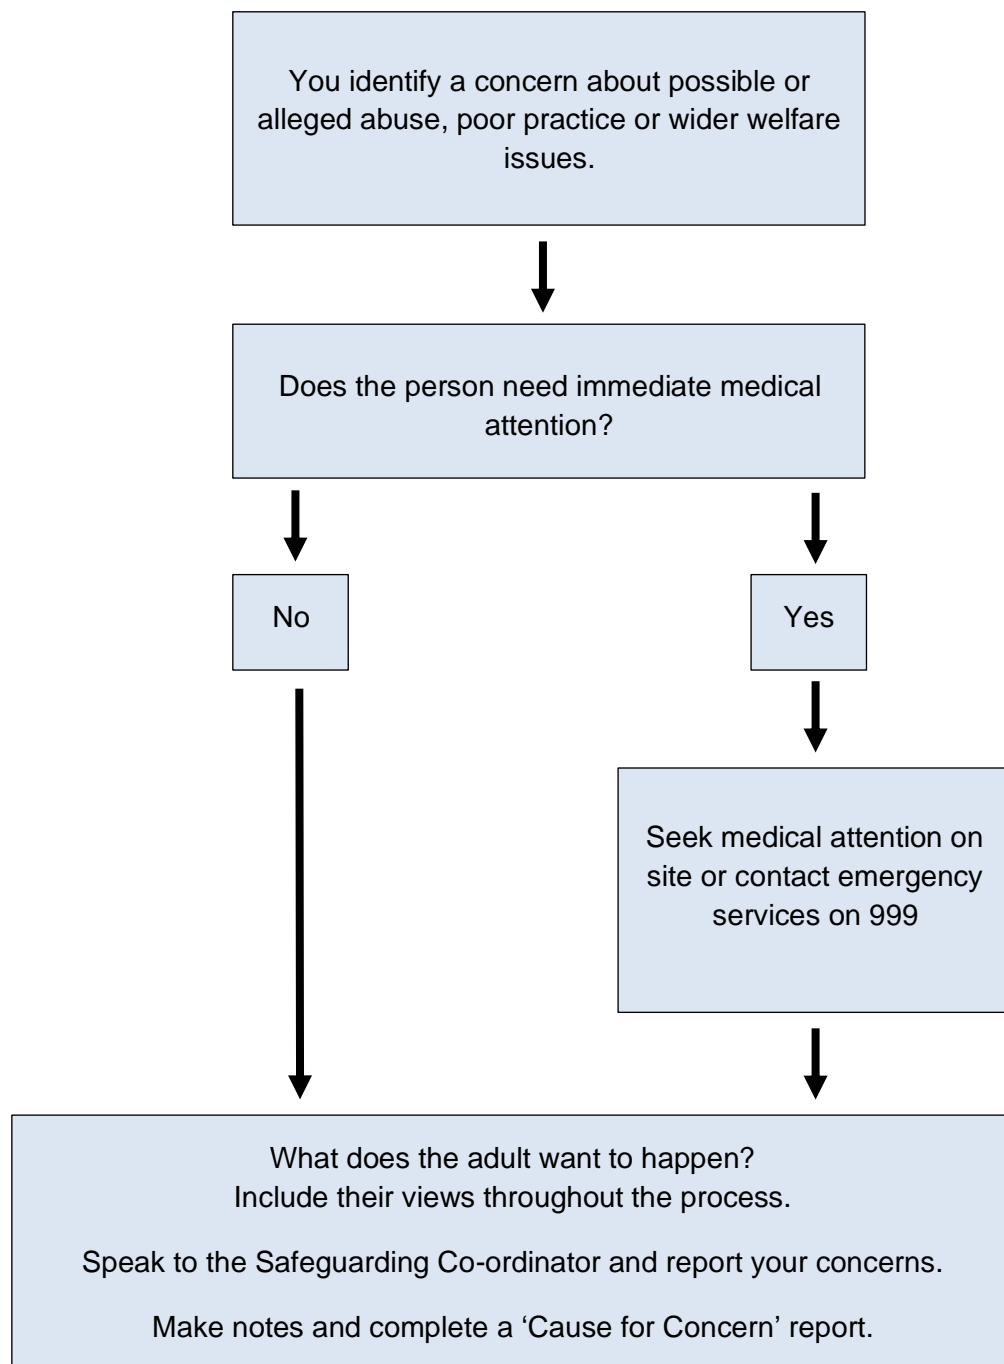 You identify a concern about possible or
alleged abuse, poor practice or wider welfare
issues.
Does the person need immediate medical
attention?
No
Yes
Seek medical attention on
site or contact emergency
services on 999
What does the adult want to happen?
Include their views throughout the process.
Speak to the Safeguarding Co-ordinator and report your concerns.
Make notes and complete a ‘Cause for Concern’ report.